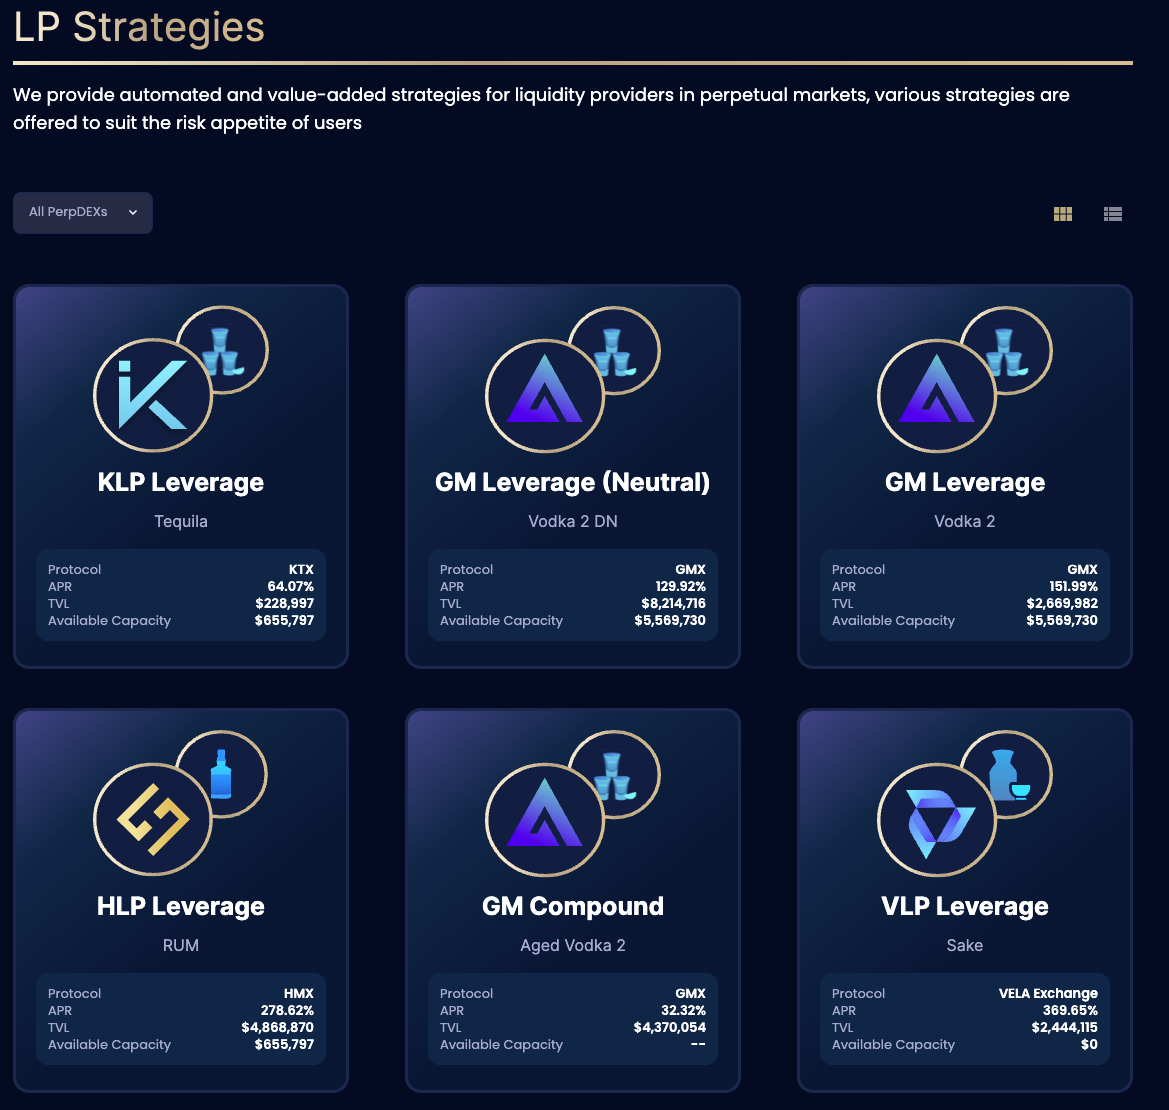 LP Strategies
We provide automated and value-added strategies for liquidity providers in perpetual markets, various strategies are
offered to suit the risk appetite of users
All PerpDEXs
KLP Leverage
Tequila
Protocol KTX
APR 64.07%
TVL $228,997
Available Capacity $655,797
GM Leverage (Neutral)
Vodka 2 DN
Protocol GMX
APR 129.92%
TVL $8,214,716
Available Capacity $5,569,730
GM Leverage
Vodka 2
Protocol GMX
APR 151.99%
TVL $2,669,982
Available Capacity $5,569,730
HLP Leverage
RUM
Protocol HMX
APR 278.62%
TVL $4,868,870
Available Capacity $655,797
GM Compound
Aged Vodka 2
Protocol GMX
APR 32.32%
TVL $4,370,054
Available Capacity --
VLP Leverage
Sake
Protocol VELA Exchange
APR 369.65%
TVL $2,444,115
Available Capacity $0